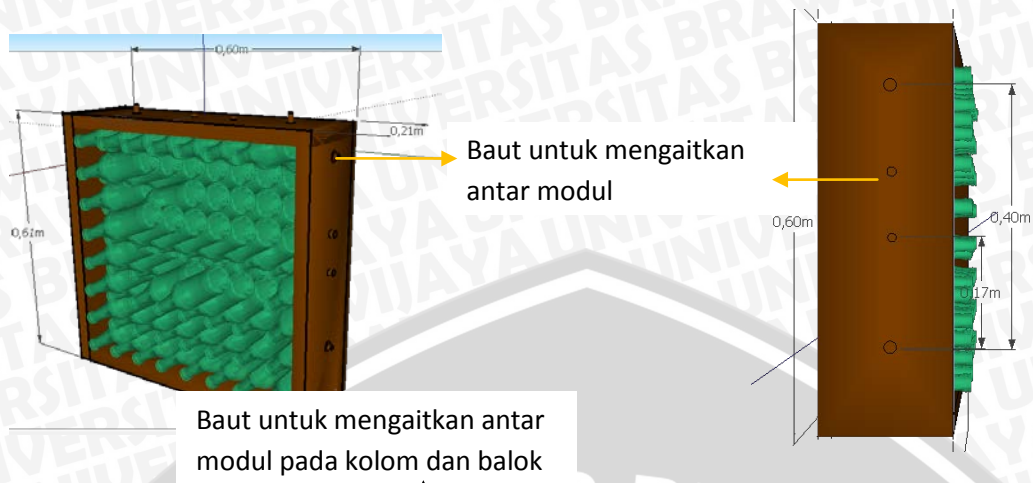 0,60m
0,21m
0,61m
Baut untuk mengaitkan
antar modul
0,60m
0,40m
0,17m
Baut untuk mengaitkan antar
modul pada kolom dan balok